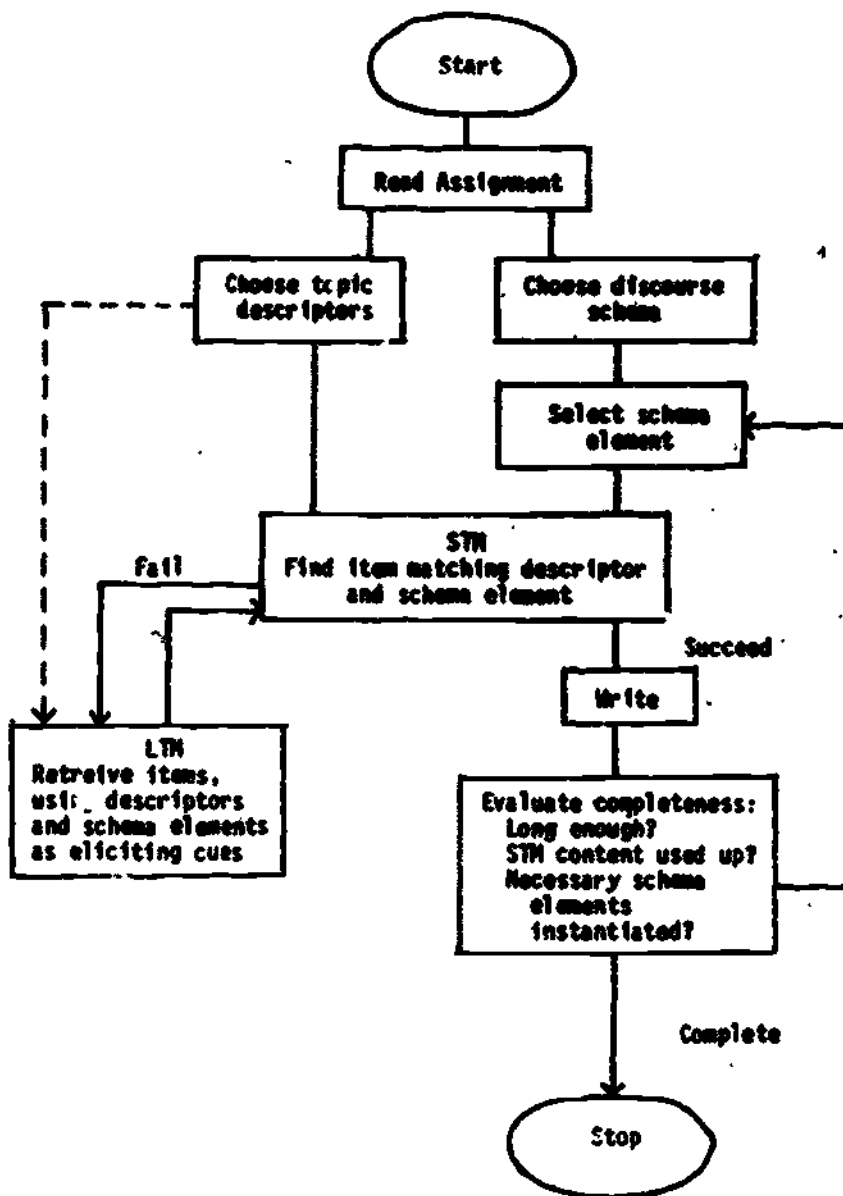 Start
Read Assignment
Choose topic
descriptors
Choose discourse
schema
Select schema
element
STM
Find item matching descriptor
and schema element
Fail
Succeed
Write
LTM
Retreive items,
descriptors
and schema elements
as eliciting cues
Evaluate completeness:
Long enough?
STM content used up?
Necessary schema
elements
instantiated?
Complete
Stop